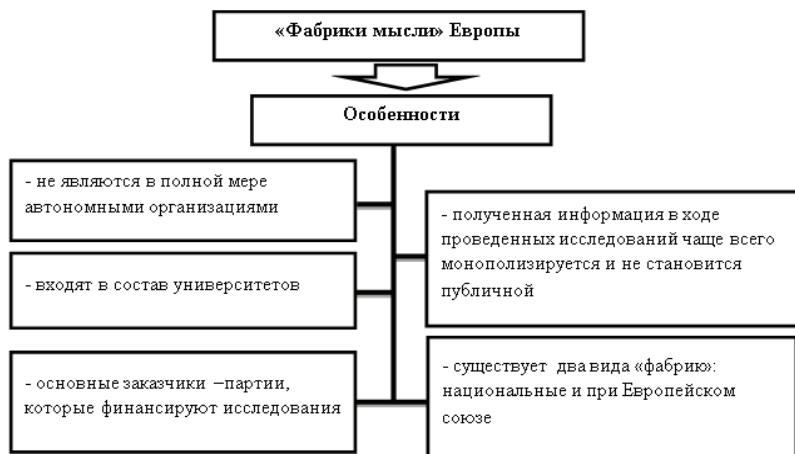 «Фабрики мысли» Европы
Особенности
- не являются в полной мере
автономными организациями
- входят в состав университетов
- основные заказчики –партии,
которые финансируют исследования
- полученная информация в ходе
проведенных исследований чаще всего
монополизируется и не становится
публичной
- существует два вида «фабрию»:
национальные и при Европейском
союзе